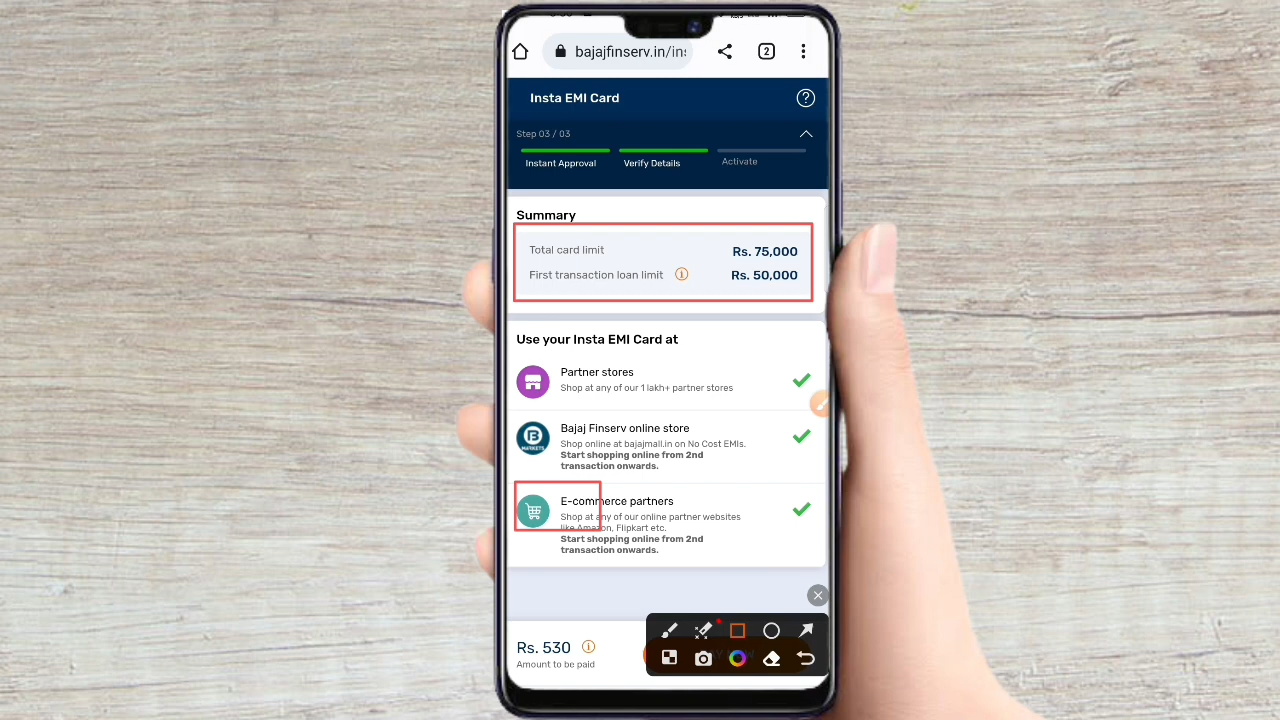 bajajfinserv.in/ins
2
Insta EMI Card
?
Step 03 / 03
Instant Approval
Verify Details
Activate
Summary
Total card limit
Rs. 75,000
First transaction loan limit
Rs. 50,000
Use your Insta EMI Card at
Partner stores
Shop at any of our 1 lakh+ partner stores
Bajaj Finserv online store
B
MARKETS
Shop online at bajajmall.in on No Cost EMIs.
Start shopping online from 2nd
transaction onwards.
E-commerce partners
Shop at any of our online partner websites
like Amazon, Flipkart etc.
Start shopping online from 2nd
transaction onwards.
Rs. 530
Amount to be paid